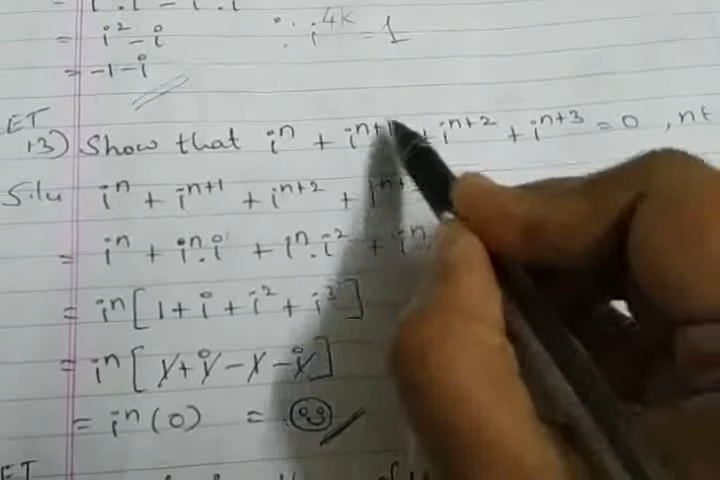 = i² - i
∵ i^4k = 1
= -1 - i
ET
13) Show that iⁿ + iⁿ⁺¹ + iⁿ⁺² + iⁿ⁺³ = 0
Solu iⁿ + iⁿ⁺¹ + iⁿ⁺² +
= iⁿ + iⁿ.i + iⁿ.i² + iⁿ
= iⁿ[1 + i + i² + i³]
= iⁿ[1 + i - 1 - i]
= iⁿ(0) =
ET